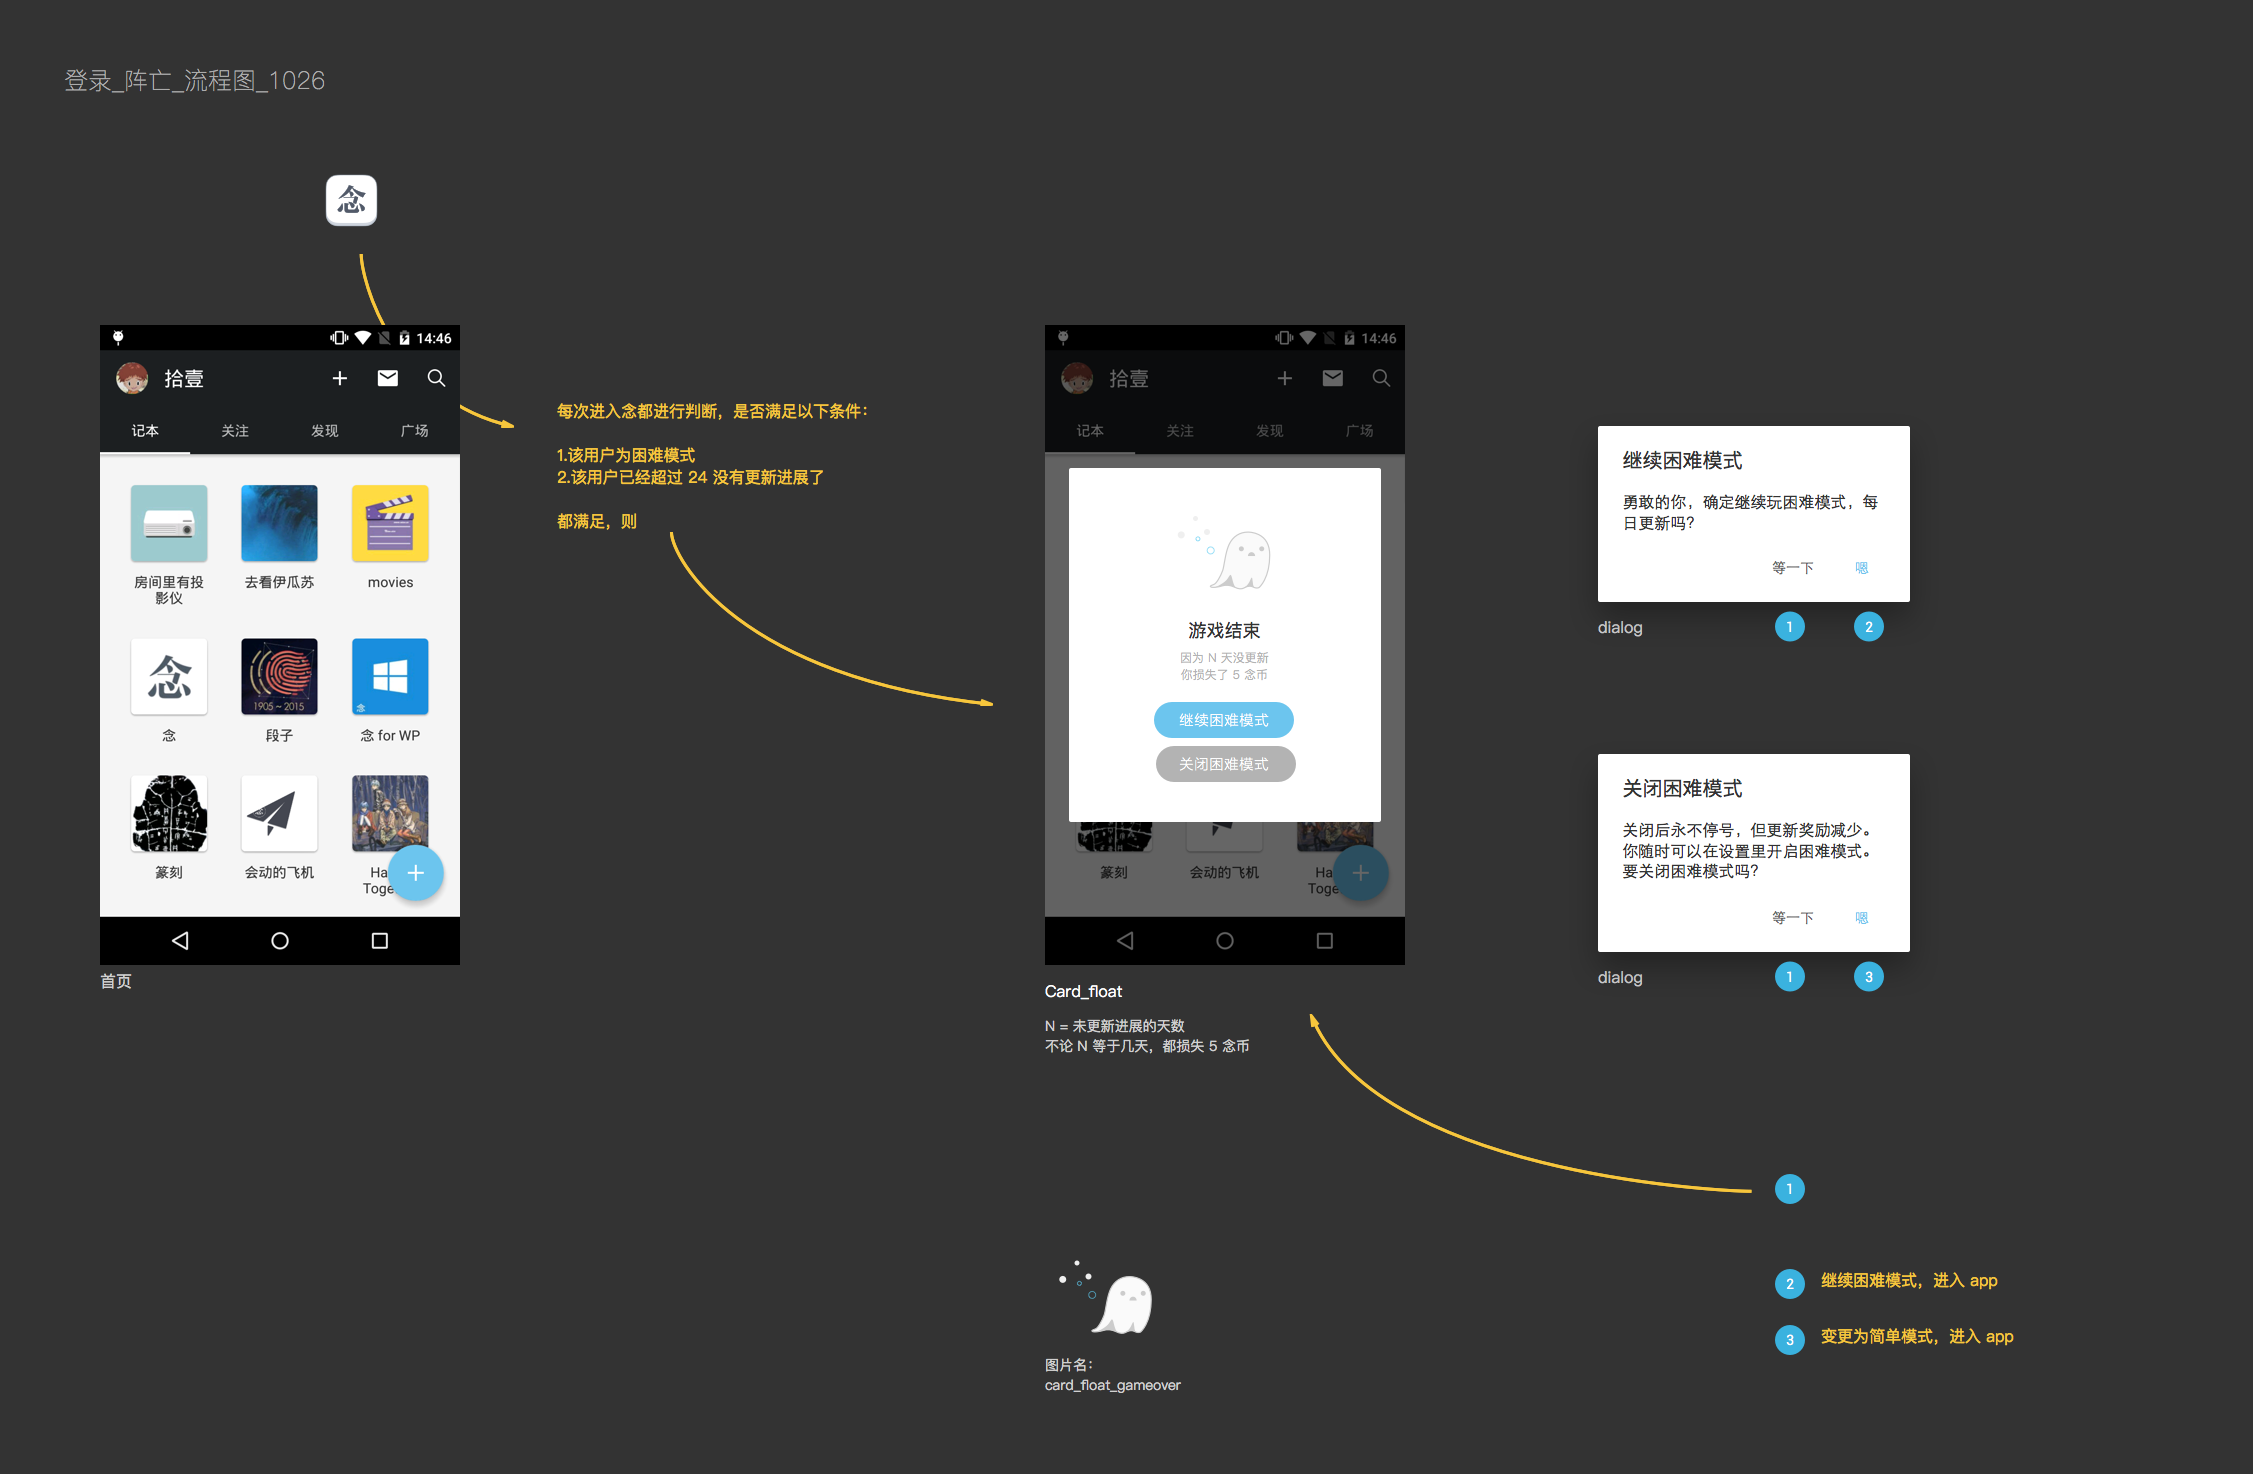 登录_阵亡_流程图_1026
念
14:46
拾壹
记本
关注
发现
广场
房间里有投
影仪
去看伊瓜苏
movies
念
1905 ~ 2015
念
念
段子
念 for WP
篆刻
会动的飞机
Ha
Toge
首页
每次进入念都进行判断，是否满足以下条件：
1.该用户为困难模式
2.该用户已经超过 24 没有更新进展了
都满足，则
14:46
拾壹
记本
关注
发现
广场
游戏结束
因为 N 天没更新
你损失了 5 念币
继续困难模式
关闭困难模式
篆刻
会动的飞机
Ha
Toge
Card_float
N = 未更新进展的天数
不论 N 等于几天，都损失 5 念币
继续困难模式
勇敢的你，确定继续玩困难模式，每
日更新吗？
等一下
嗯
dialog
1
2
关闭困难模式
关闭后永不停号，但更新奖励减少。
你随时可以在设置里开启困难模式。
要关闭困难模式吗？
等一下
嗯
dialog
1
3
1
2
继续困难模式，进入 app
3
变更为简单模式，进入 app
图片名：
card_float_gameover